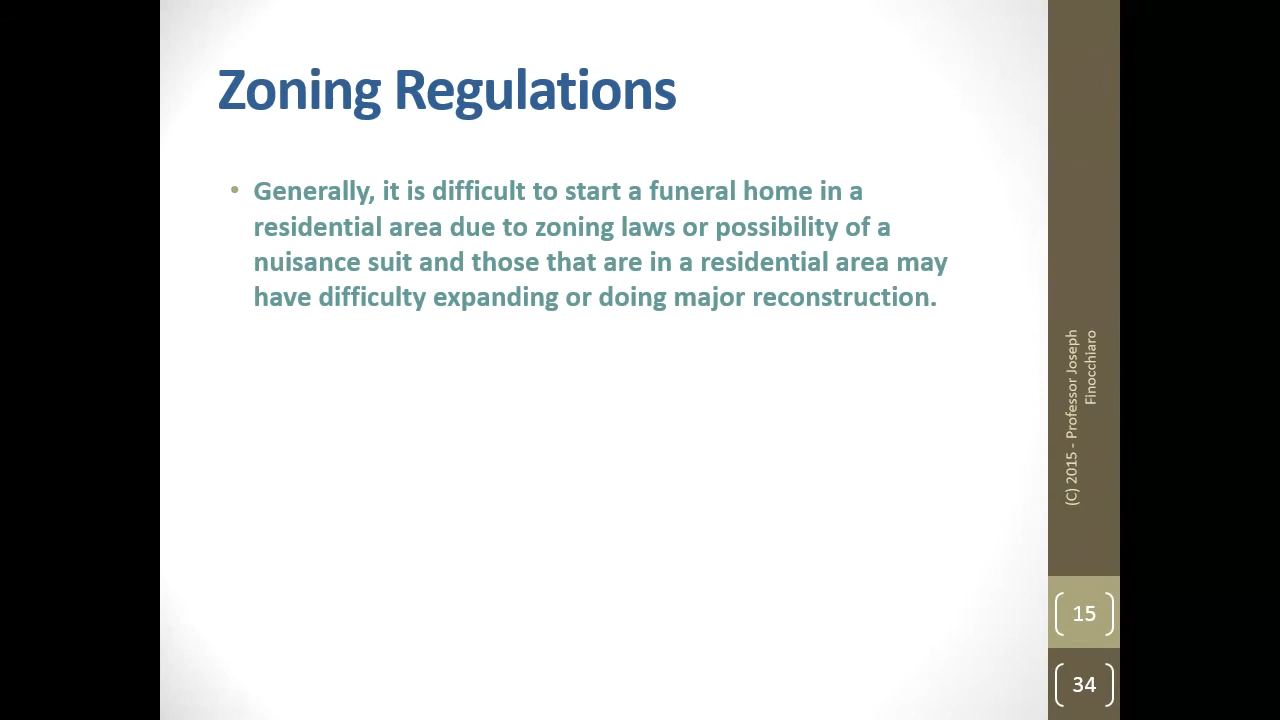 Zoning Regulations
• Generally, it is difficult to start a funeral home in a
residential area due to zoning laws or possibility of a
nuisance suit and those that are in a residential area may
have difficulty expanding or doing major reconstruction.
(C) 2015 - Professor Joseph
Finocchiaro
15
34